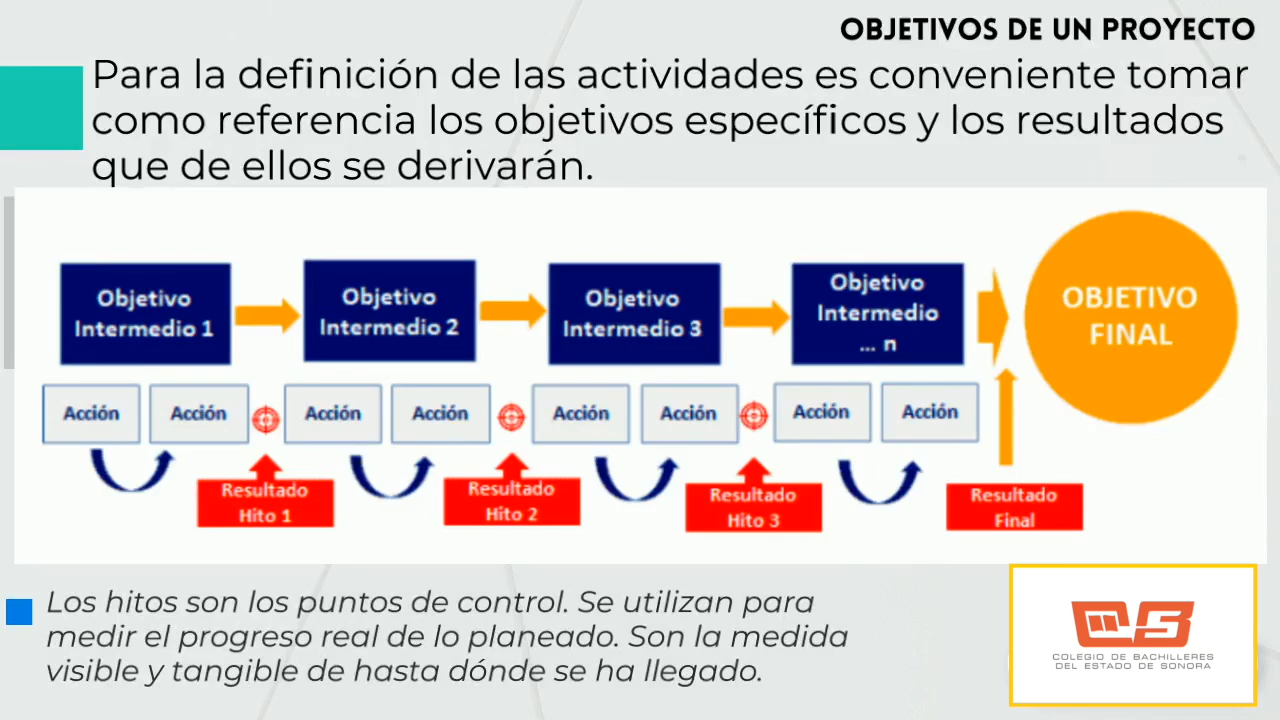 OBJETIVOS DE UN PROYECTO
Para la definición de las actividades es conveniente tomar
como referencia los objetivos específicos y los resultados
que de ellos se derivarán.
Objetivo
Intermedio 1
Objetivo
Intermedio 2
Objetivo
Intermedio 3
Objetivo
Intermedio
... n
OBJETIVO
FINAL
Acción
Acción
Acción
Acción
Acción
Acción
Acción
Acción
Resultado
Hito 1
Resultado
Hito 2
Resultado
Hito 3
Resultado
Final
Los hitos son los puntos de control. Se utilizan para
medir el progreso real de lo planeado. Son la medida
visible y tangible de hasta dónde se ha llegado.
COLEGIO DE BACHILLERES
DEL ESTADO DE SONORA